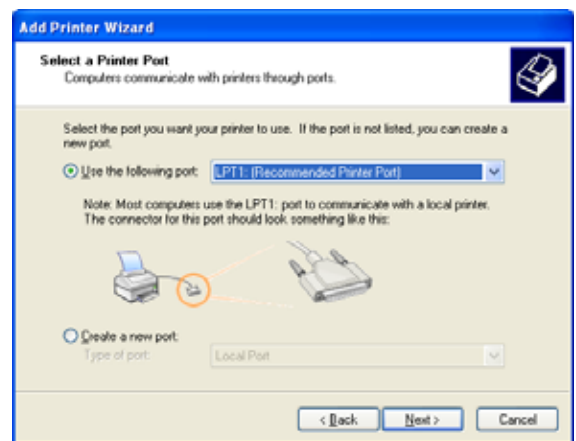 Add Printer Wizard
Select a Printer Port
Computers communicate with printers through ports.
Select the port you want your printer to use. If the port is not listed, you can create a
new port.
Use the following port: LPT1: (Recommended Printer Port)
Note: Most computers use the LPT1: port to communicate with a local printer.
The connector for this port should look something like this:
Create a new port:
Type of port: Local Port
< Back Next > Cancel